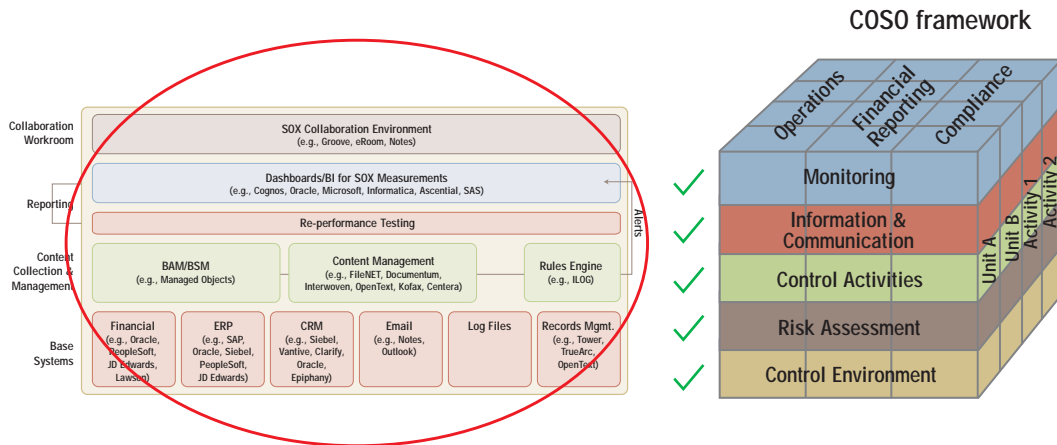 COSO framework
Collaboration
Workroom
SOX Collaboration Environment
(e.g., Groove, eRoom, Notes)
Reporting
Dashboards/BI for SOX Measurements
(e.g., Cognos, Oracle, Microsoft, Informatica, Ascential, SAS)
Re-performance Testing
Alerts
Content
Collection &
Management
BAM/BSM
(e.g., Managed Objects)
Content Management
(e.g., FileNET, Documentum,
Interwoven, OpenText, Kofax, Centera)
Rules Engine
(e.g., ILOG)
Base
Systems
Financial
(e.g., Oracle,
PeopleSoft,
JD Edwards,
Lawson)
ERP
(e.g., SAP,
Oracle, Siebel,
PeopleSoft,
JD Edwards)
CRM
(e.g., Siebel,
Vantive, Clarify,
Oracle,
Epiphany)
Email
(e.g., Notes,
Outlook)
Log Files
Records Mgmt.
(e.g., Tower,
TrueArc,
OpenText)
Operations
Financial
Reporting
Compliance
Monitoring
Information &
Communication
Control Activities
Risk Assessment
Control Environment
Unit A
Unit B
Activity 1
Activity 2